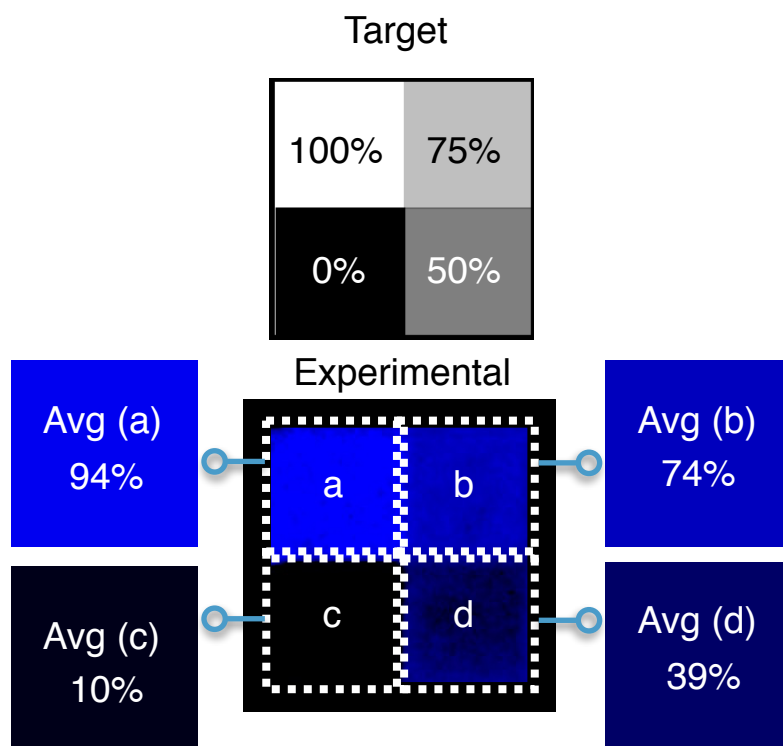 Target
100% 75%
0% 50%
Experimental
Avg (a)
94%
a b
Avg (b)
74%
Avg (c)
10%
c d
Avg (d)
39%